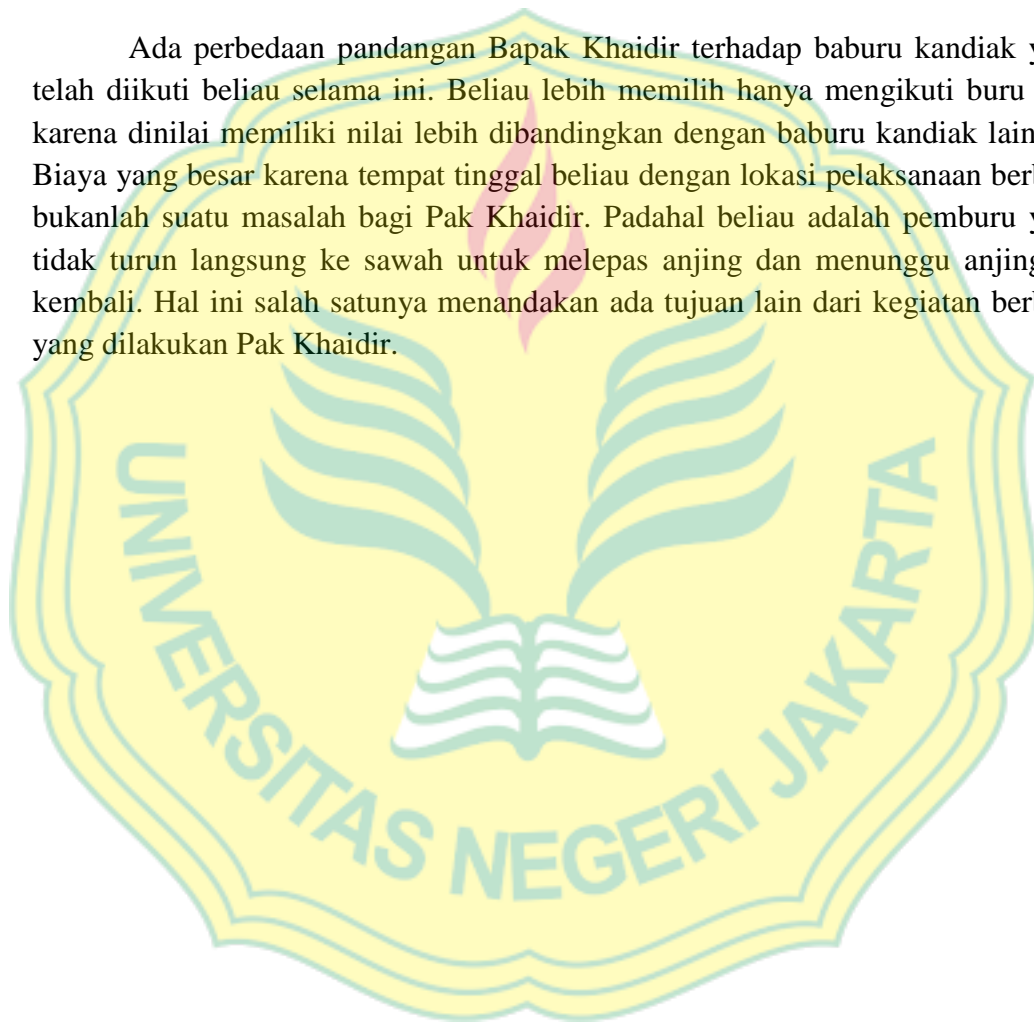 Ada perbedaan pandangan Bapak Khaidir terhadap baburu kandiak
telah diikuti beliau selama ini. Beliau lebih memilih hanya mengikuti buru
karena dinilai memiliki nilai lebih dibandingkan dengan baburu kandiak lain
Biaya yang besar karena tempat tinggal beliau dengan lokasi pelaksanaan
bukanlah suatu masalah bagi Pak Khaidir. Padahal beliau adalah pemburu
tidak turun langsung ke sawah untuk melepas anjing dan menunggu anjing
kembali. Hal ini salah satunya menandakan ada tujuan lain dari kegiatan
yang dilakukan Pak Khaidir.
UNIVERSITAS NEGERI JAKARTA